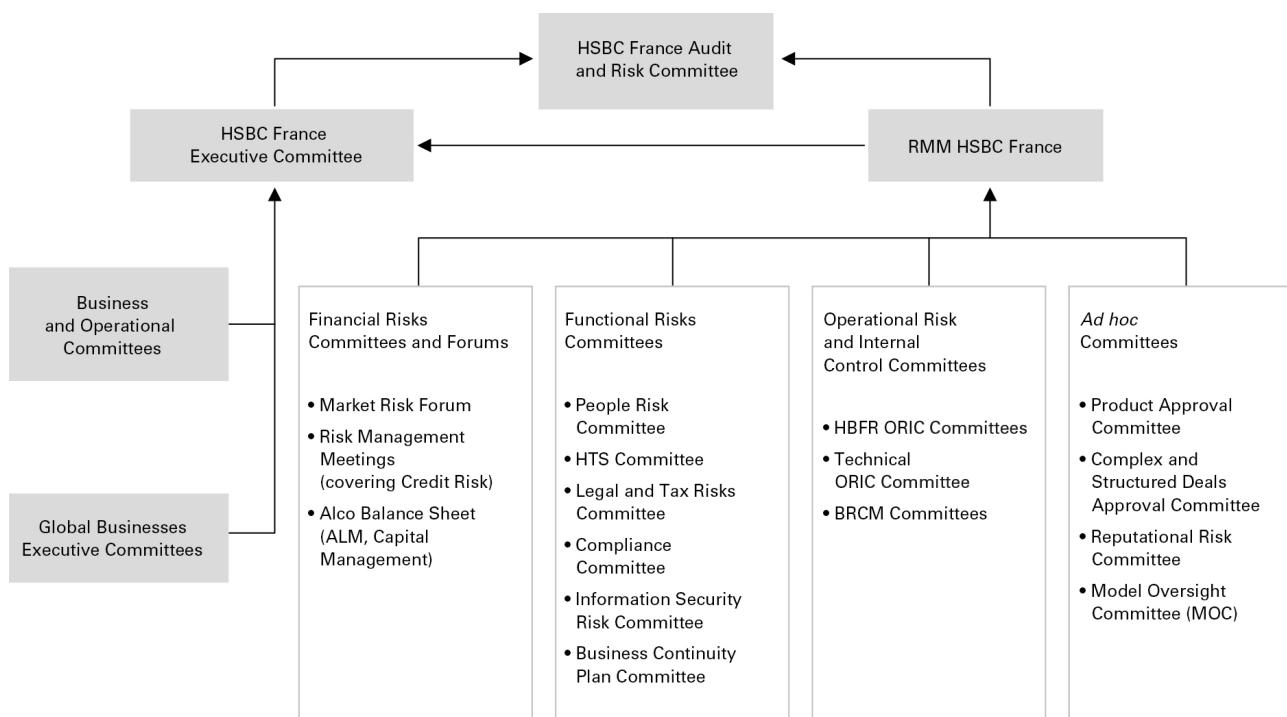 HSBC France Audit
and Risk Committee
HSBC France
Executive Committee
RMM HSBC France
Business
and Operational
Committees
Global Businesses
Executive Committees
Financial Risks
Committees and Forums
• Market Risk Forum
• Risk Management
Meetings
(covering Credit Risk)
• Alco Balance Sheet
(ALM, Capital
Management)
Functional Risks
Committees
• People Risk
Committee
• HTS Committee
• Legal and Tax Risks
Committee
• Compliance
Committee
• Information Security
Risk Committee
• Business Continuity
Plan Committee
Operational Risk
and Internal
Control Committees
• HBFR ORIC Committees
• Technical
ORIC Committee
• BRCM Committees
Ad hoc
Committees
• Product Approval
Committee
• Complex and
Structured Deals
Approval Committee
• Reputational Risk
Committee
• Model Oversight
Committee (MOC)